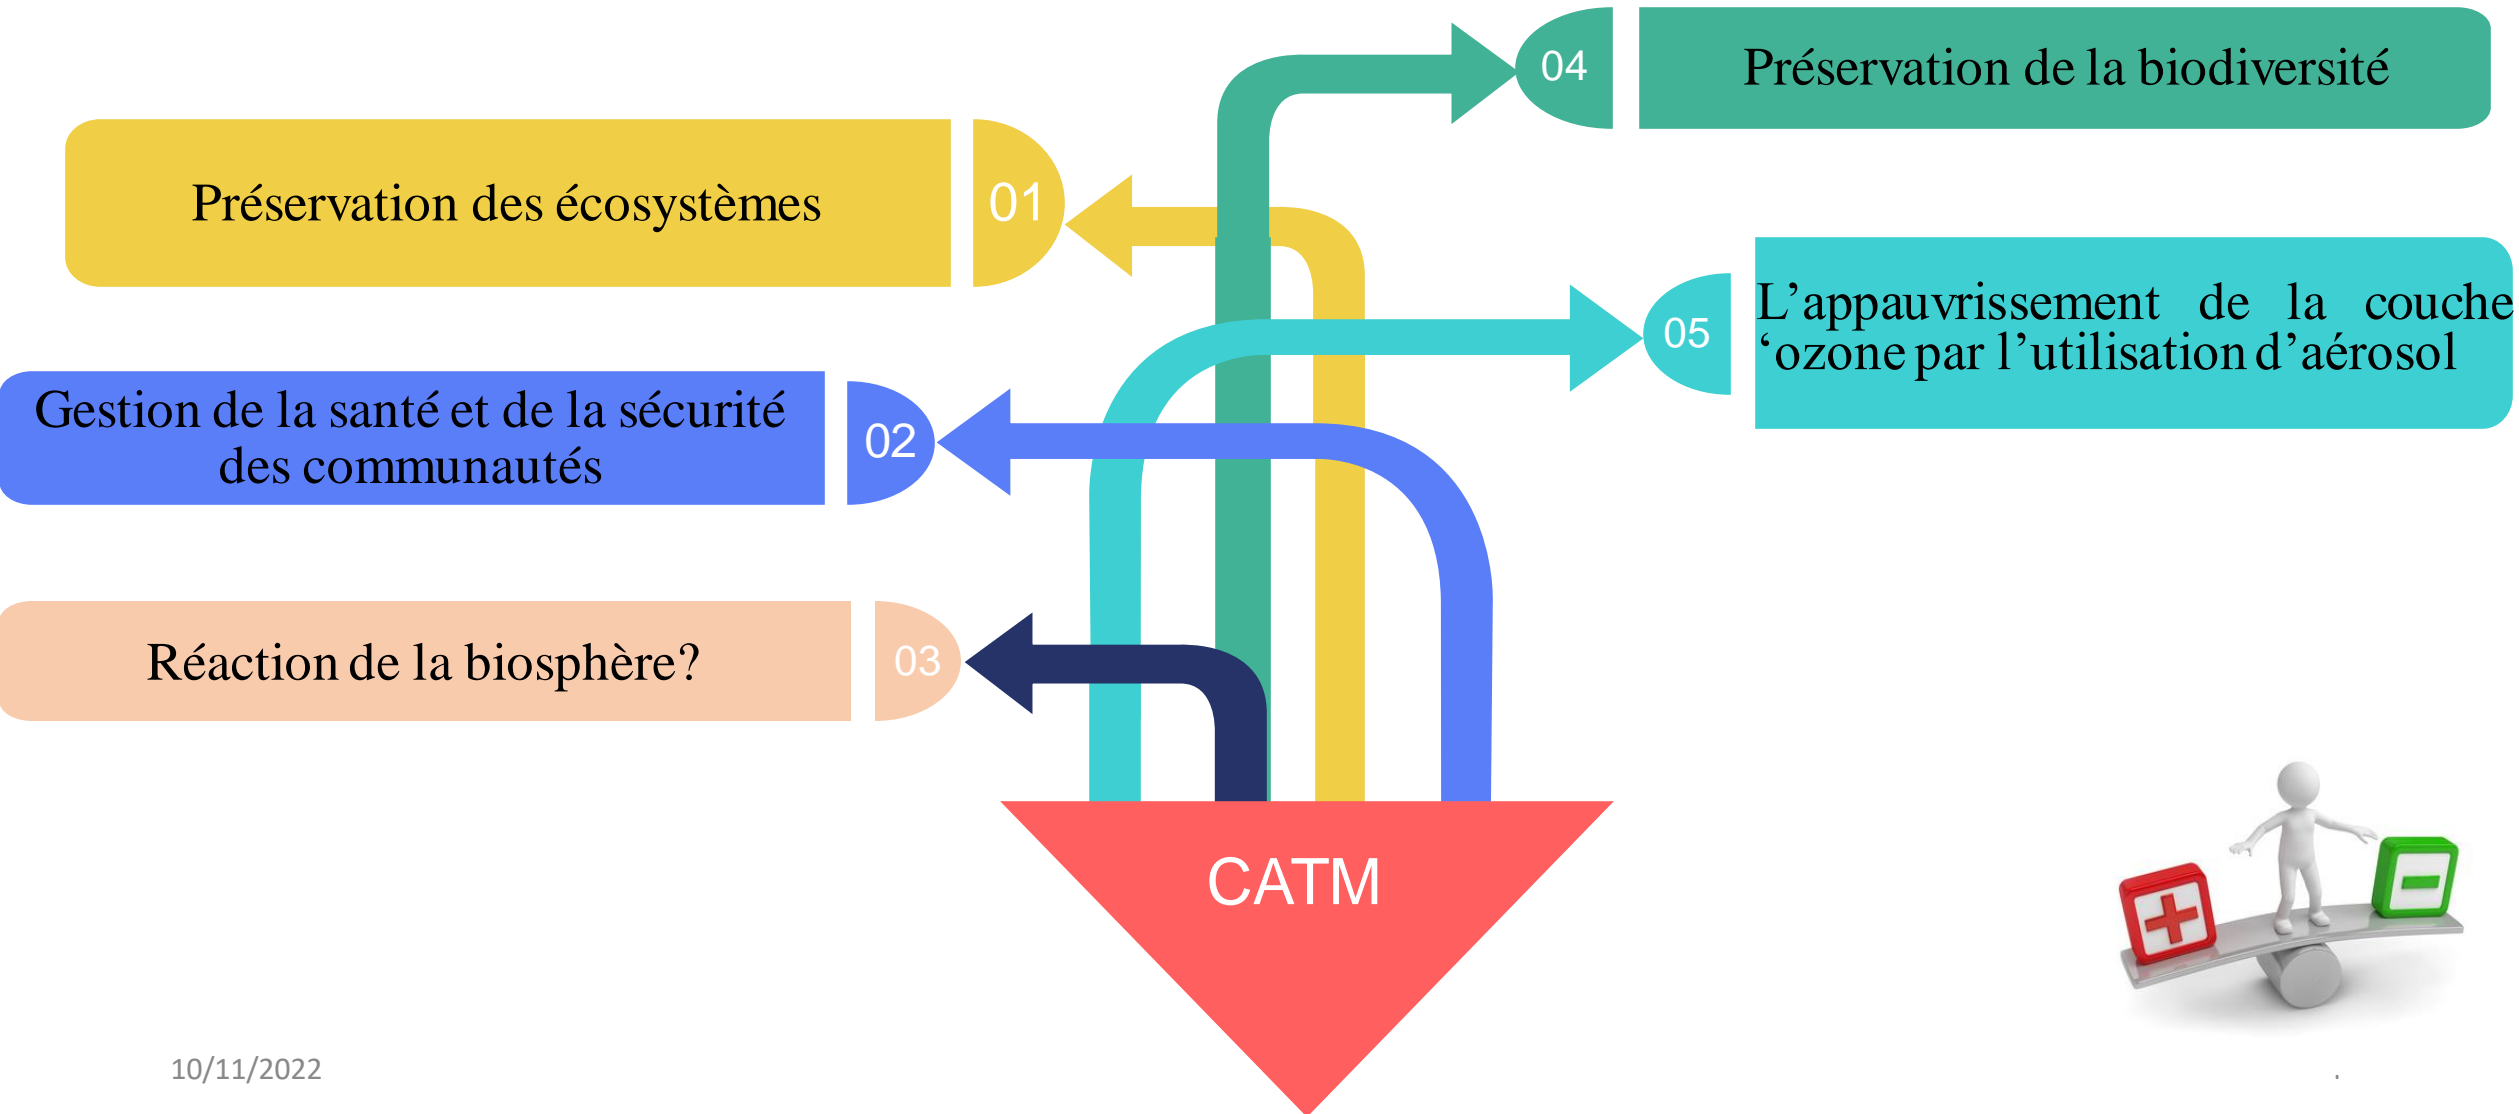 04
Préservation de la biodiversité
Préservation des écosystèmes
01
L’appauvrissement de la couche
‘ozone par l’utilisation d’aérosol
05
Gestion de la santé et de la sécurité
des communautés
02
Réaction de la biosphère?
03
CATM
10/11/2022
.